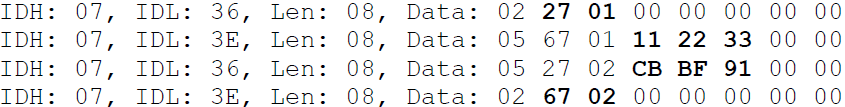 IDH: 07, IDL: 36, Len: 08, Data: 02 27 01 00 00 00 00 00
IDH: 07, IDL: 3E, Len: 08, Data: 05 67 01 11 22 33 00 00
IDH: 07, IDL: 36, Len: 08, Data: 05 27 02 CB BF 91 00 00
IDH: 07, IDL: 3E, Len: 08, Data: 02 67 02 00 00 00 00 00